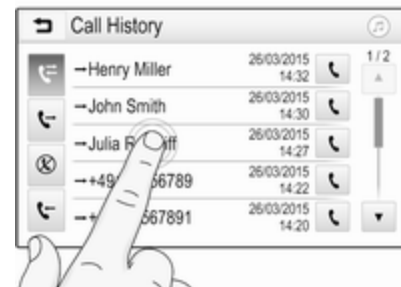 Call History
1/2
→Henry Miller 26/03/2015 14:32
→John Smith 26/03/2015 14:30
→Julia 26/03/2015 14:27
26/03/2015 14:22
26/03/2015 14:20